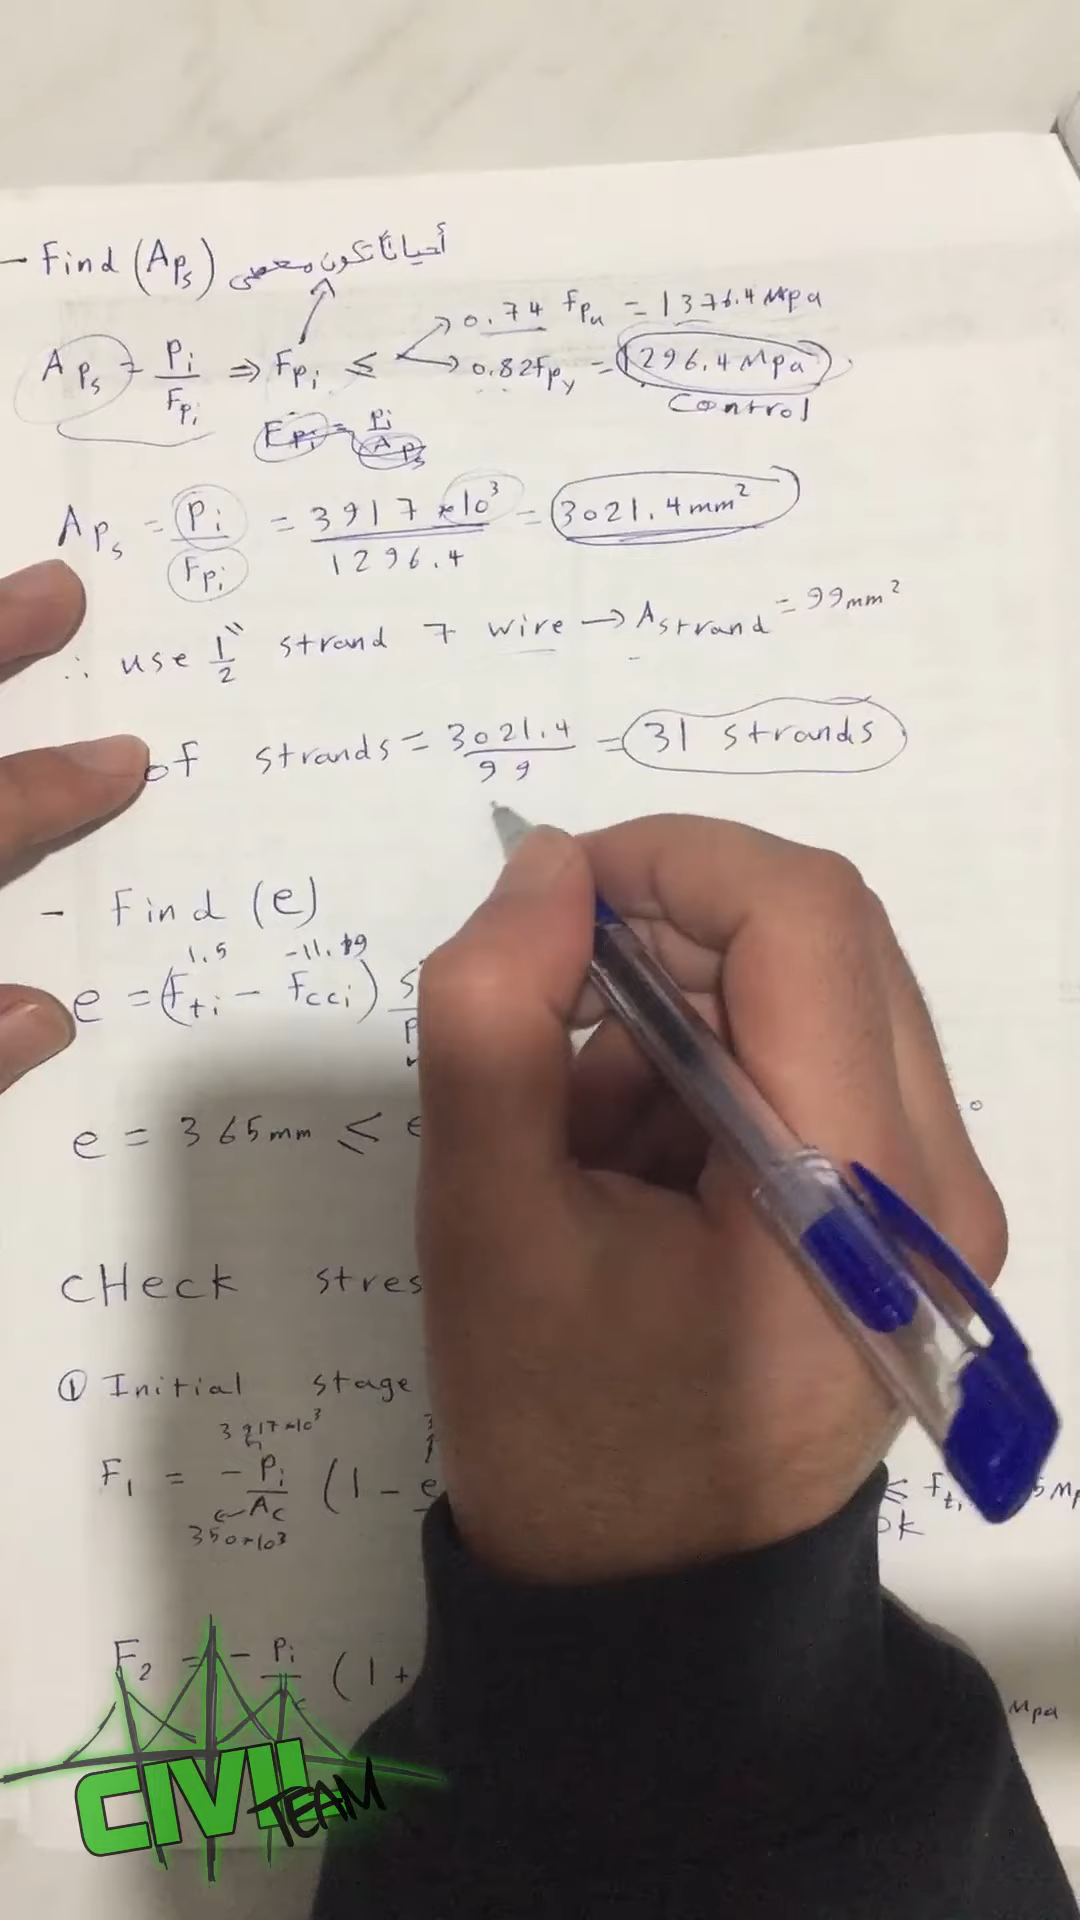 - Find (Aps) أحياناً تكون معطى
Aps = Pi / Fpi ⇒ Fpi ≤ 0.74 fpu = 1376.4 Mpa
0.82 fpy = 1296.4 Mpa
control
Fpi = Pi / Aps
Aps = Pi / Fpi = 3917 * 10³ / 1296.4 = 3021.4 mm²
∴ use 1/2" strand 7 wire → Astrand = 99 mm²
of strands = 3021.4 / 99 = 31 strands
- Find (e)
1.5 -11.19
e = (Fti - Fcci) S
e = 365 mm ≤ e
CHeck stres
① Initial stage
3917*10³
F1 = - Pi / Ac (1 - e
≤ Fti
350*10³
ok
F2 = - Pi / c (1 +
Mpa
CIVIL
TEAM